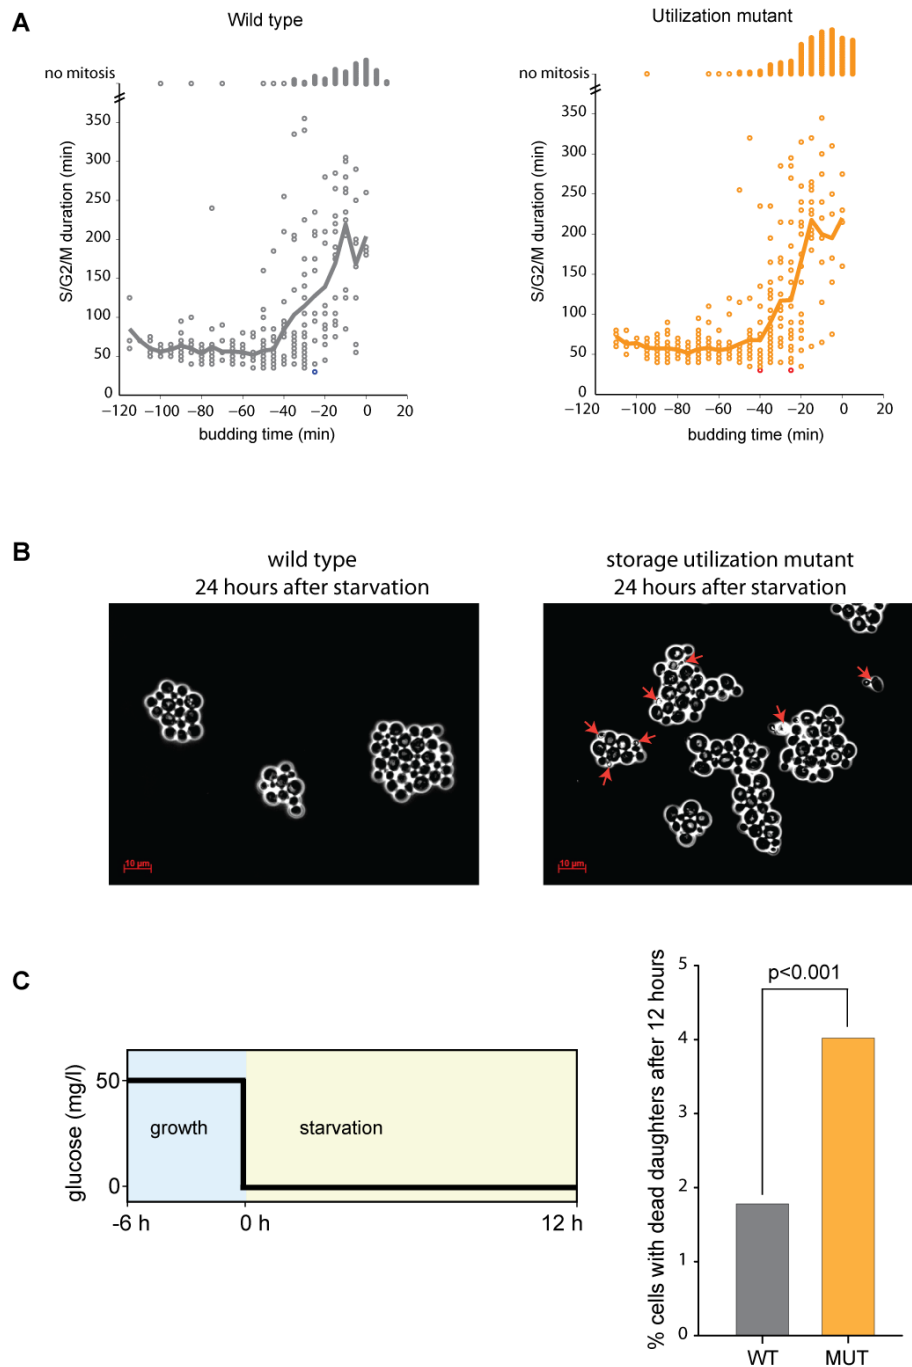 A
Wild type
Utilization mutant
no mitosis
350
300
250
200
150
100
50
0
S/G2/M duration (min)
−120
−100
−80
−60
−40
−20
0
20
budding time (min)
no mitosis
350
300
250
200
150
100
50
0
S/G2/M duration (min)
−120
−100
−80
−60
−40
−20
0
20
budding time (min)
B
wild type
24 hours after starvation
storage utilization mutant
24 hours after starvation
10 µm
10 µm
C
glucose (mg/l)
50
0
growth
starvation
-6 h
0 h
12 h
% cells with dead daughters after 12 hours
5
4
3
2
1
0
p<0.001
WT
MUT